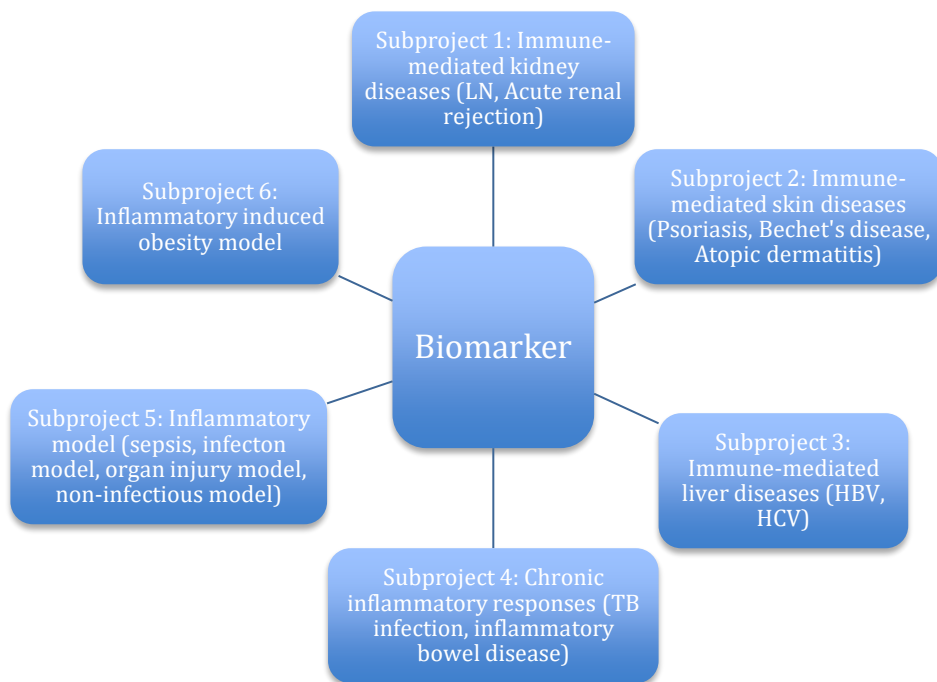 Subproject 1: Immune-
mediated kidney
diseases (LN, Acute renal
rejection)
Subproject 2: Immune-
mediated skin diseases
(Psoriasis, Bechet's disease,
Atopic dermatitis)
Subproject 3:
Immune-mediated
liver diseases (HBV,
HCV)
Subproject 4: Chronic
inflammatory responses (TB
infection, inflammatory
bowel disease)
Subproject 5: Inflammatory
model (sepsis, infecton
model, organ injury model,
non-infectious model)
Subproject 6:
Inflammatory induced
obesity model
Biomarker